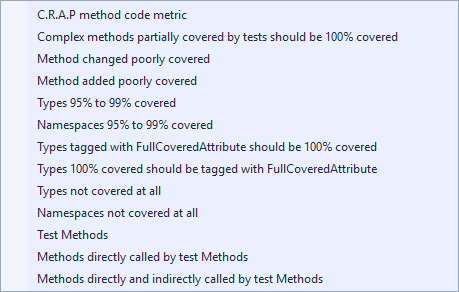 C.R.A.P method code metric
Complex methods partially covered by tests should be 100% covered
Method changed poorly covered
Method added poorly covered
Types 95% to 99% covered
Namespaces 95% to 99% covered
Types tagged with FullCoveredAttribute should be 100% covered
Types 100% covered should be tagged with FullCoveredAttribute
Types not covered at all
Namespaces not covered at all
Test Methods
Methods directly called by test Methods
Methods directly and indirectly called by test Methods